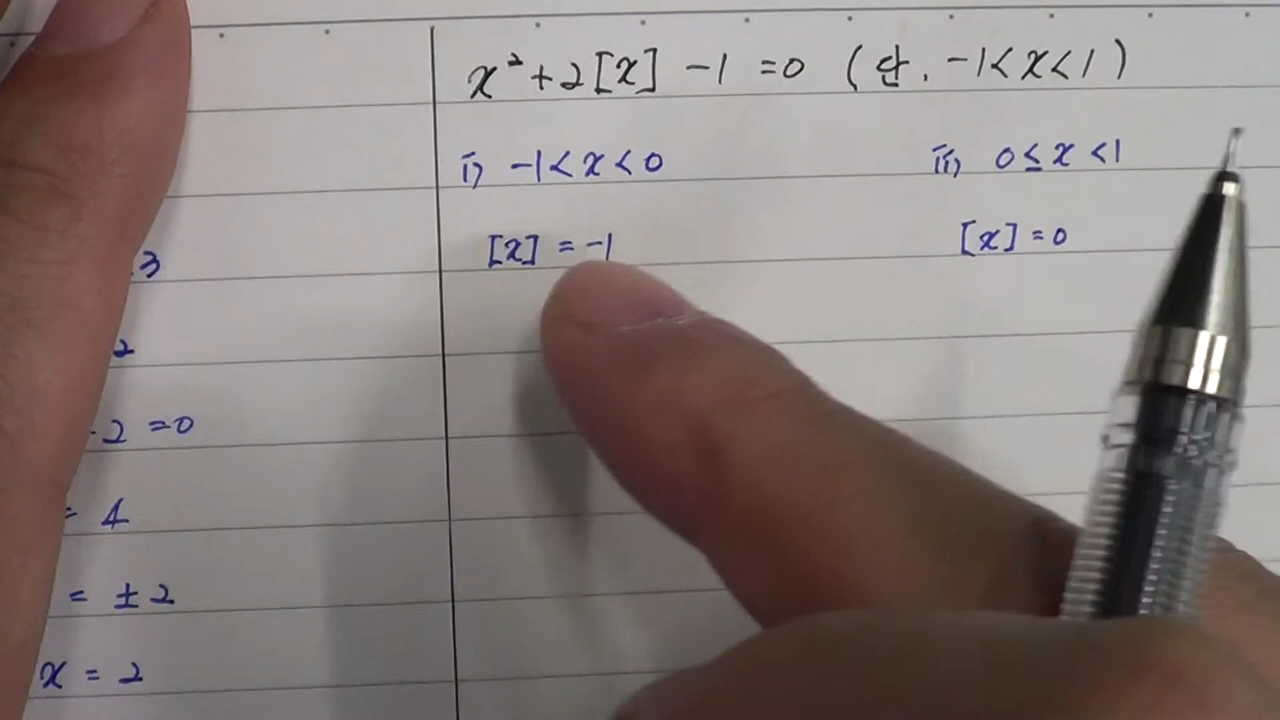 x² + 2[x] - 1 = 0 (단, -1 < x < 1)
i) -1 < x < 0
ii) 0 ≤ x < 1
[x] = -1
[x] = 0
3
2
-2 = 0
= 4
= ±2
x = 2